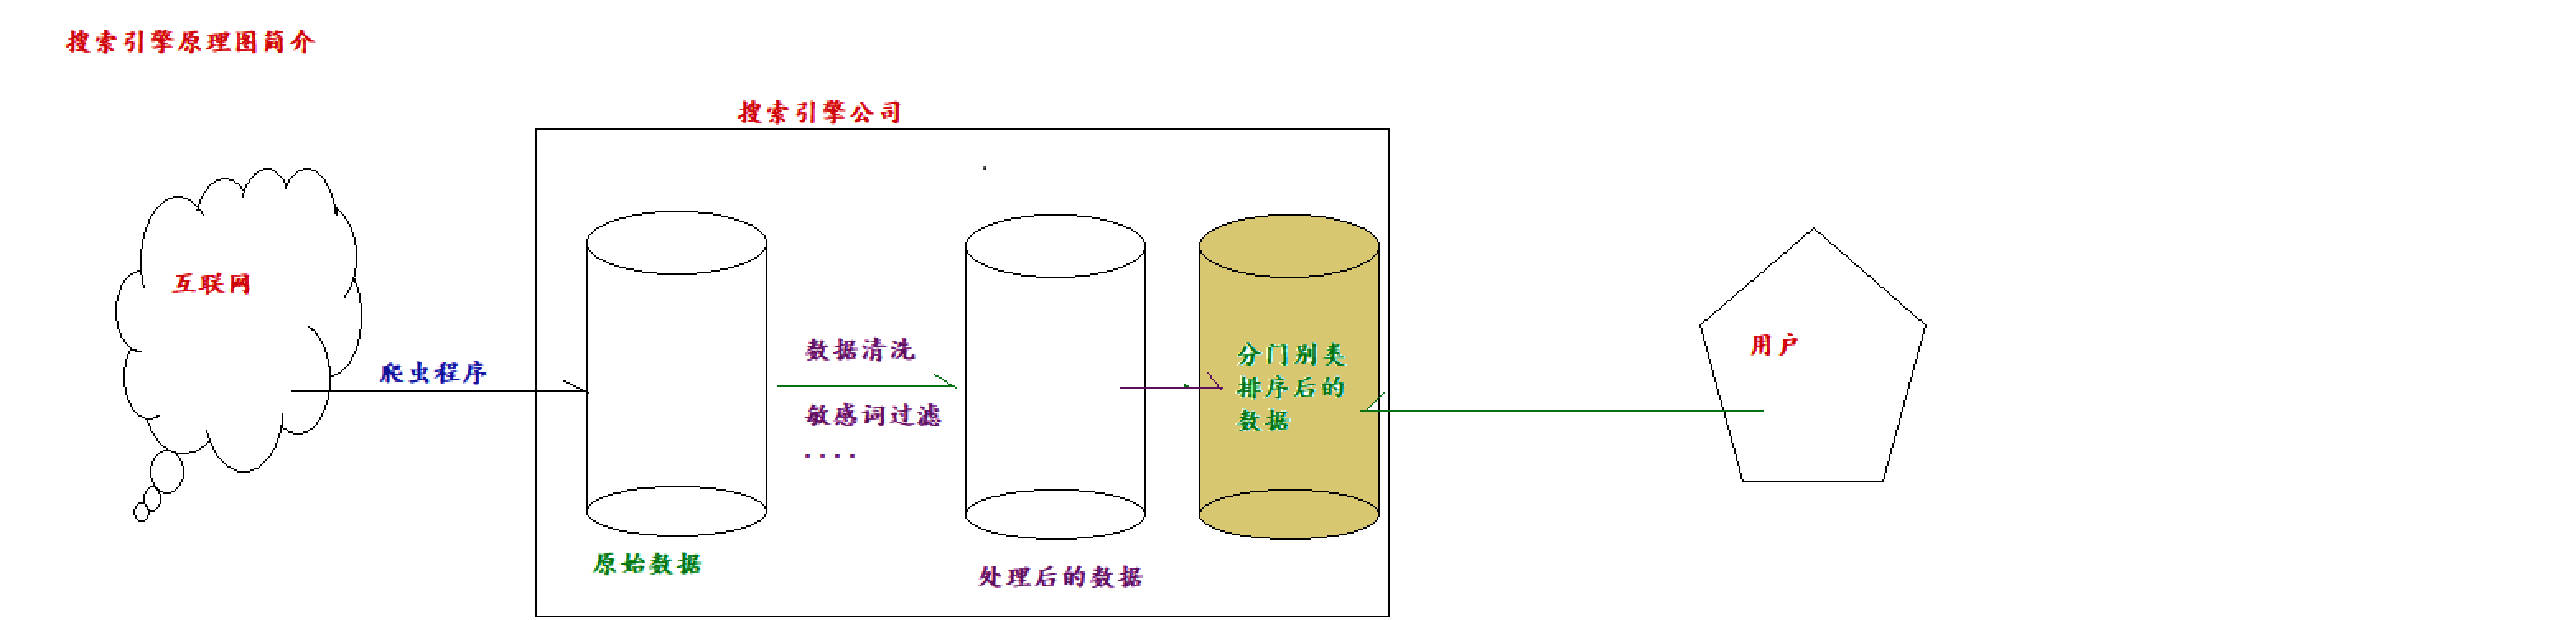 搜索引擎原理图简介
搜索引擎公司
互联网
爬虫程序
数据清洗
敏感词过滤
....
分门别类
排序后的
数据
用户
原始数据
处理后的数据